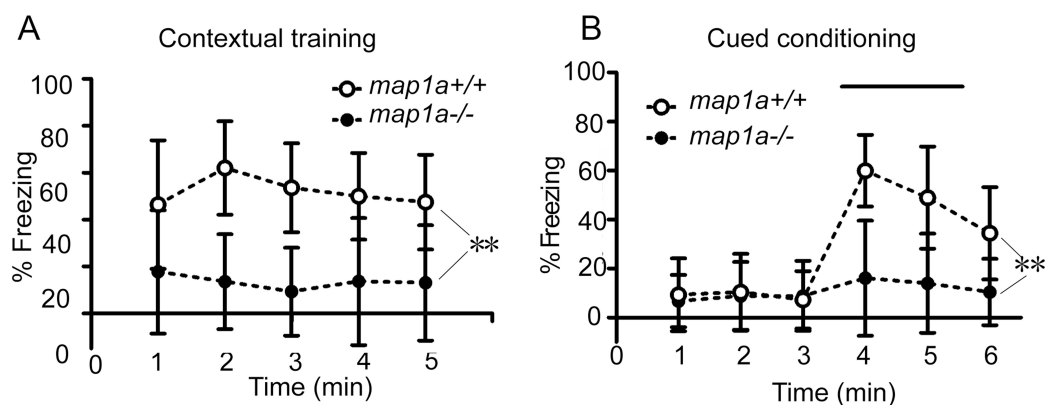 A
Contextual training
100
80
60
40
20
0
% Freezing
map1a+/+
map1a-/-
**
0 1 2 3 4 5
Time (min)
B
Cued conditioning
100
80
60
40
20
0
% Freezing
map1a+/+
map1a-/-
**
0 1 2 3 4 5 6
Time (min)